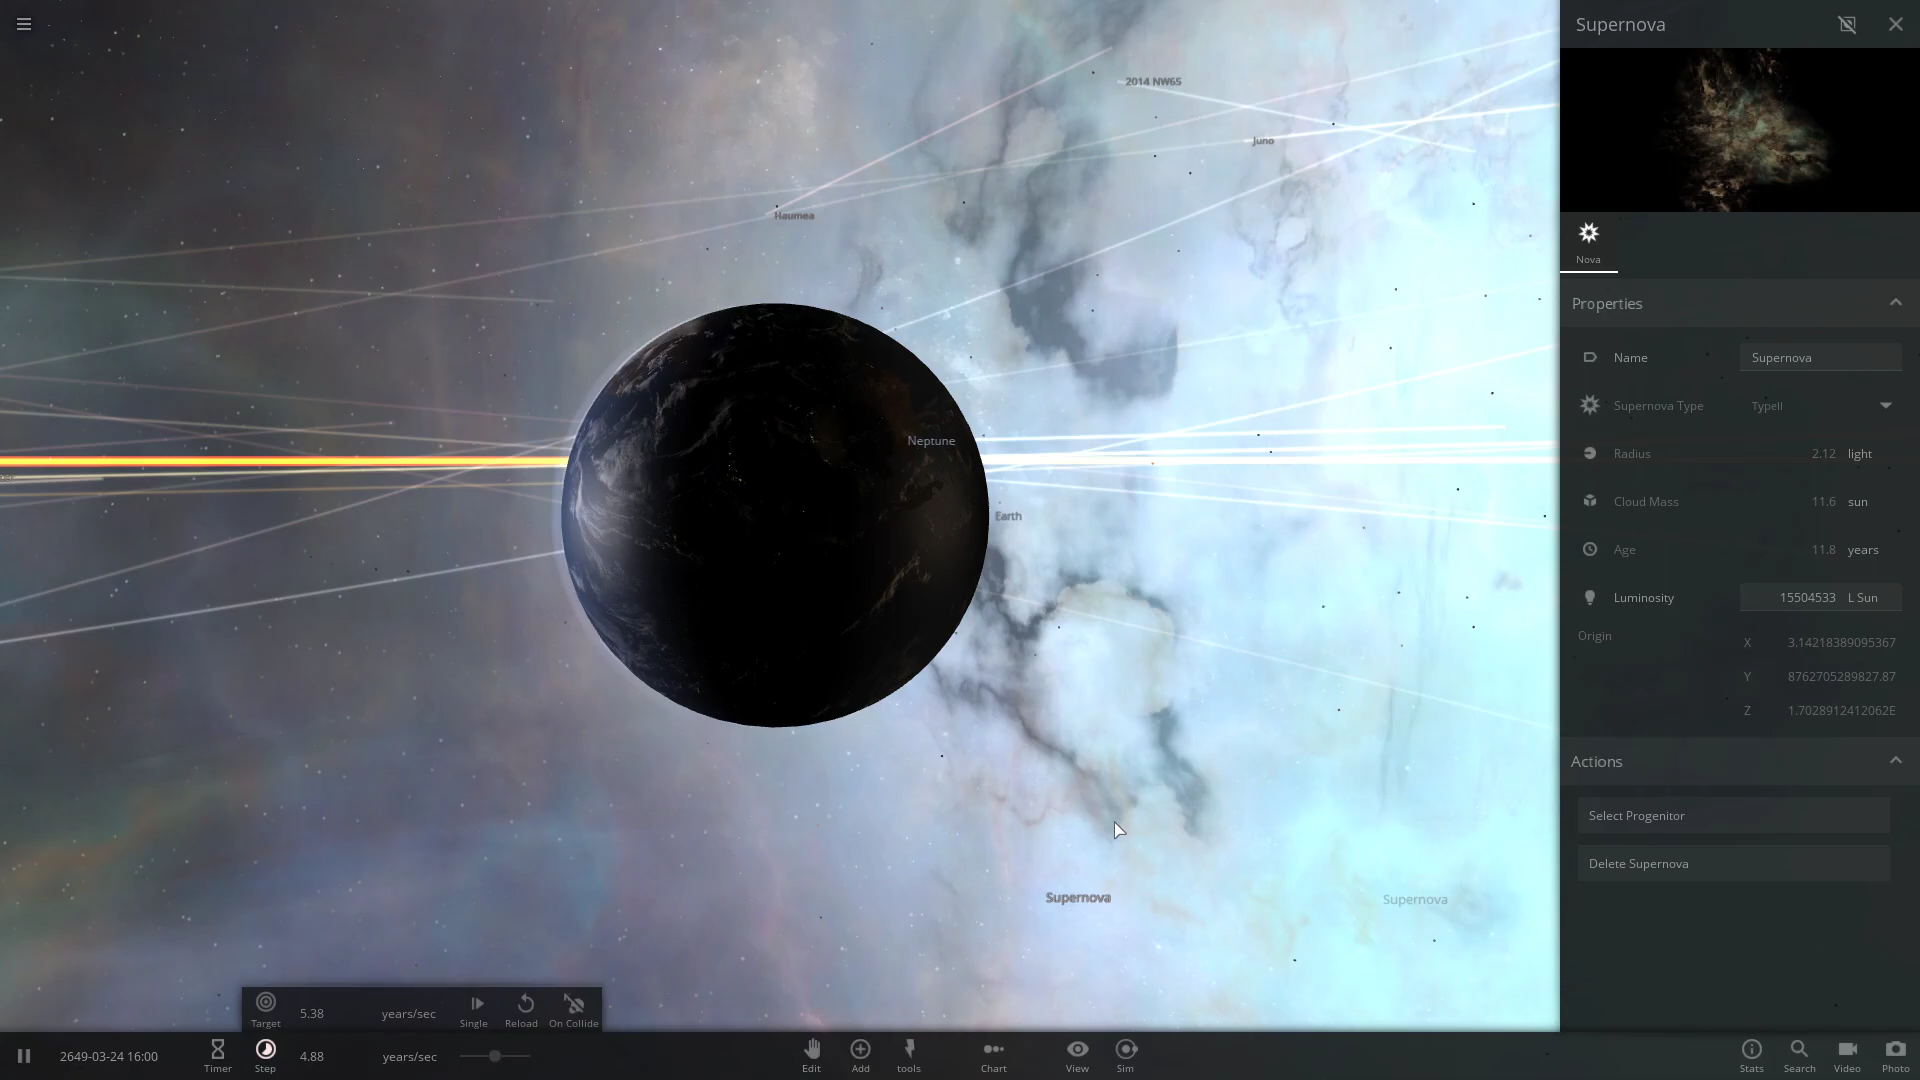 Supernova
2014 NW65
Juno
Haumea
Nova
Properties
Name Supernova
Supernova Type TypeII
Neptune
Radius 2.12 light
Cloud Mass 11.6 sun
Earth
Age 11.8 years
Luminosity 15504533 L Sun
Origin
X 3.14218389095367
Y 8762705289827.87
Z 1.7028912412062E
Actions
Select Progenitor
Delete Supernova
Supernova Supernova
Target 5.38 years/sec Single Reload On Collide
2649-03-24 16:00 Timer Step 4.88 years/sec Edit Add tools Chart View Sim Stats Search Video Photo